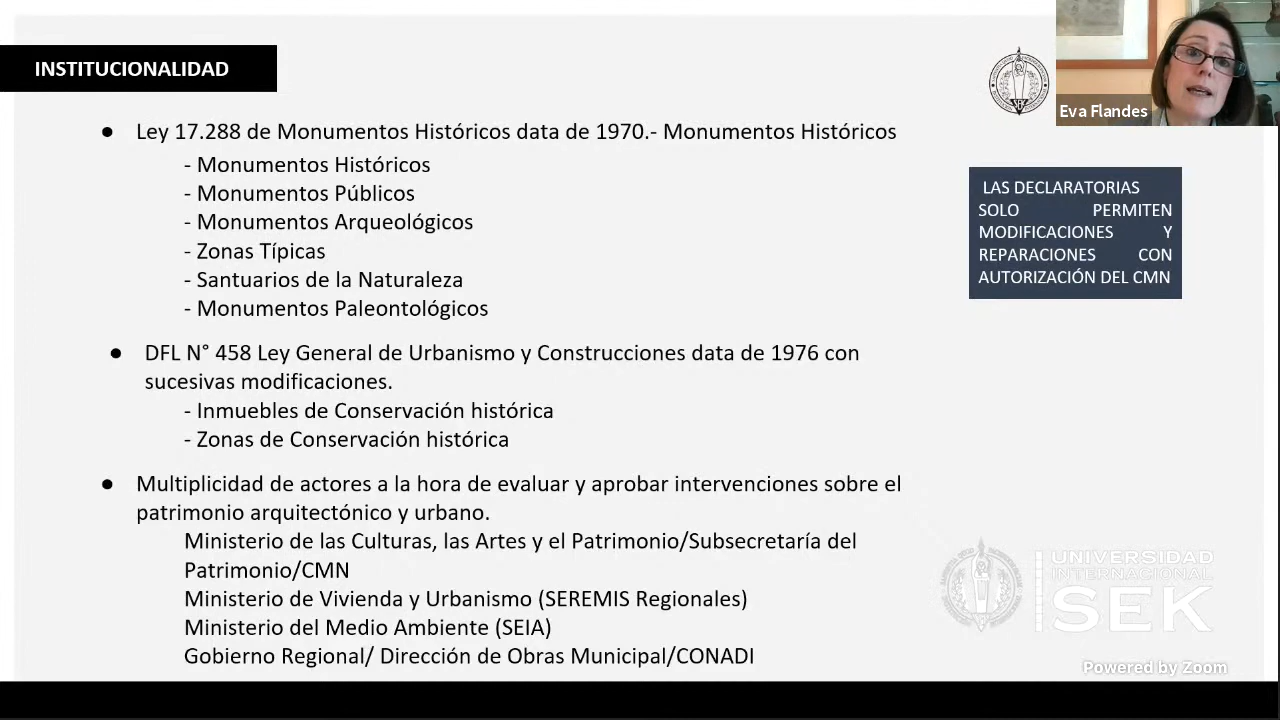 INSTITUCIONALIDAD
Eva Flandes
● Ley 17.288 de Monumentos Históricos data de 1970.- Monumentos Históricos
- Monumentos Históricos
- Monumentos Públicos
- Monumentos Arqueológicos
- Zonas Típicas
- Santuarios de la Naturaleza
- Monumentos Paleontológicos
LAS DECLARATORIAS
SOLO PERMITEN
MODIFICACIONES Y
REPARACIONES CON
AUTORIZACIÓN DEL CMN
● DFL N° 458 Ley General de Urbanismo y Construcciones data de 1976 con
sucesivas modificaciones.
- Inmuebles de Conservación histórica
- Zonas de Conservación histórica
● Multiplicidad de actores a la hora de evaluar y aprobar intervenciones sobre el
patrimonio arquitectónico y urbano.
Ministerio de las Culturas, las Artes y el Patrimonio/Subsecretaría del
Patrimonio/CMN
Ministerio de Vivienda y Urbanismo (SEREMIS Regionales)
Ministerio del Medio Ambiente (SEIA)
Gobierno Regional/ Dirección de Obras Municipal/CONADI
UNIVERSIDAD
INTERNACIONAL
SEK
Powered by Zoom